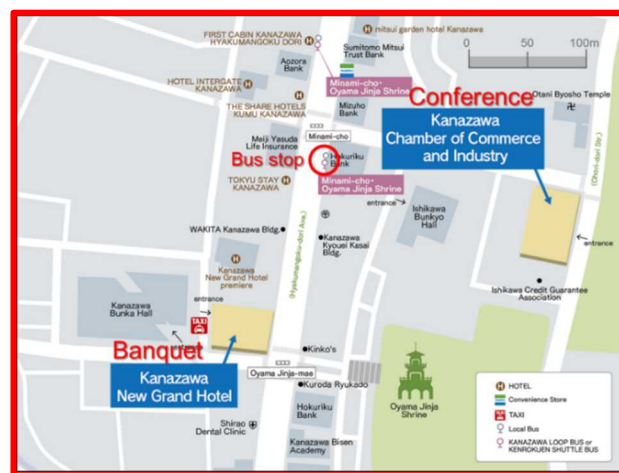 FIRST CABIN KANAZAWA
HYAKUMANGOKU DORI
mitsui garden hotel Kanazawa
Sumitomo Mitsui
Trust Bank
Aozora
Bank
0
50
100m
HOTEL INTERGATE
KANAZAWA
Minami-cho·
Oyama Jinja Shrine
Otani Byosho Temple
THE SHARE HOTELS
KUMU KANAZAWA
Mizuho
Bank
Conference
Kanazawa
Chamber of Commerce
and Industry
Minami-cho
Meiji Yasuda
Life Insurance
Bus stop
Hokuriku
Bank
(Ohori-dori Str.)
TOKYU STAY
KANAZAWA
Minami-cho·
Oyama Jinja Shrine
entrance
Ishikawa
Bunkyo
Hall
WAKITA Kanazawa Bldg.
Kanazawa
Kyouei Kasai
Bldg.
entrance
(Hyakumangoku-dori Ave.)
Kanazawa
New Grand Hotel
premiere
Ishikawa Credit Guarantee
Association
Kanazawa
Bunka Hall
entrance
TAXI
entrance
Banquet
Kanazawa
New Grand Hotel
Kinko's
Oyama Jinja-mae
Kuroda Ryukado
Oyama Jinja
Shrine
Hokuriku
Bank
Shirao
Dental Clinic
Kanazawa Bisen
Academy
HOTEL
Convenience Store
TAXI
Local Bus
KANAZAWA LOOP BUS or
KENROKUEN SHUTTLE BUS